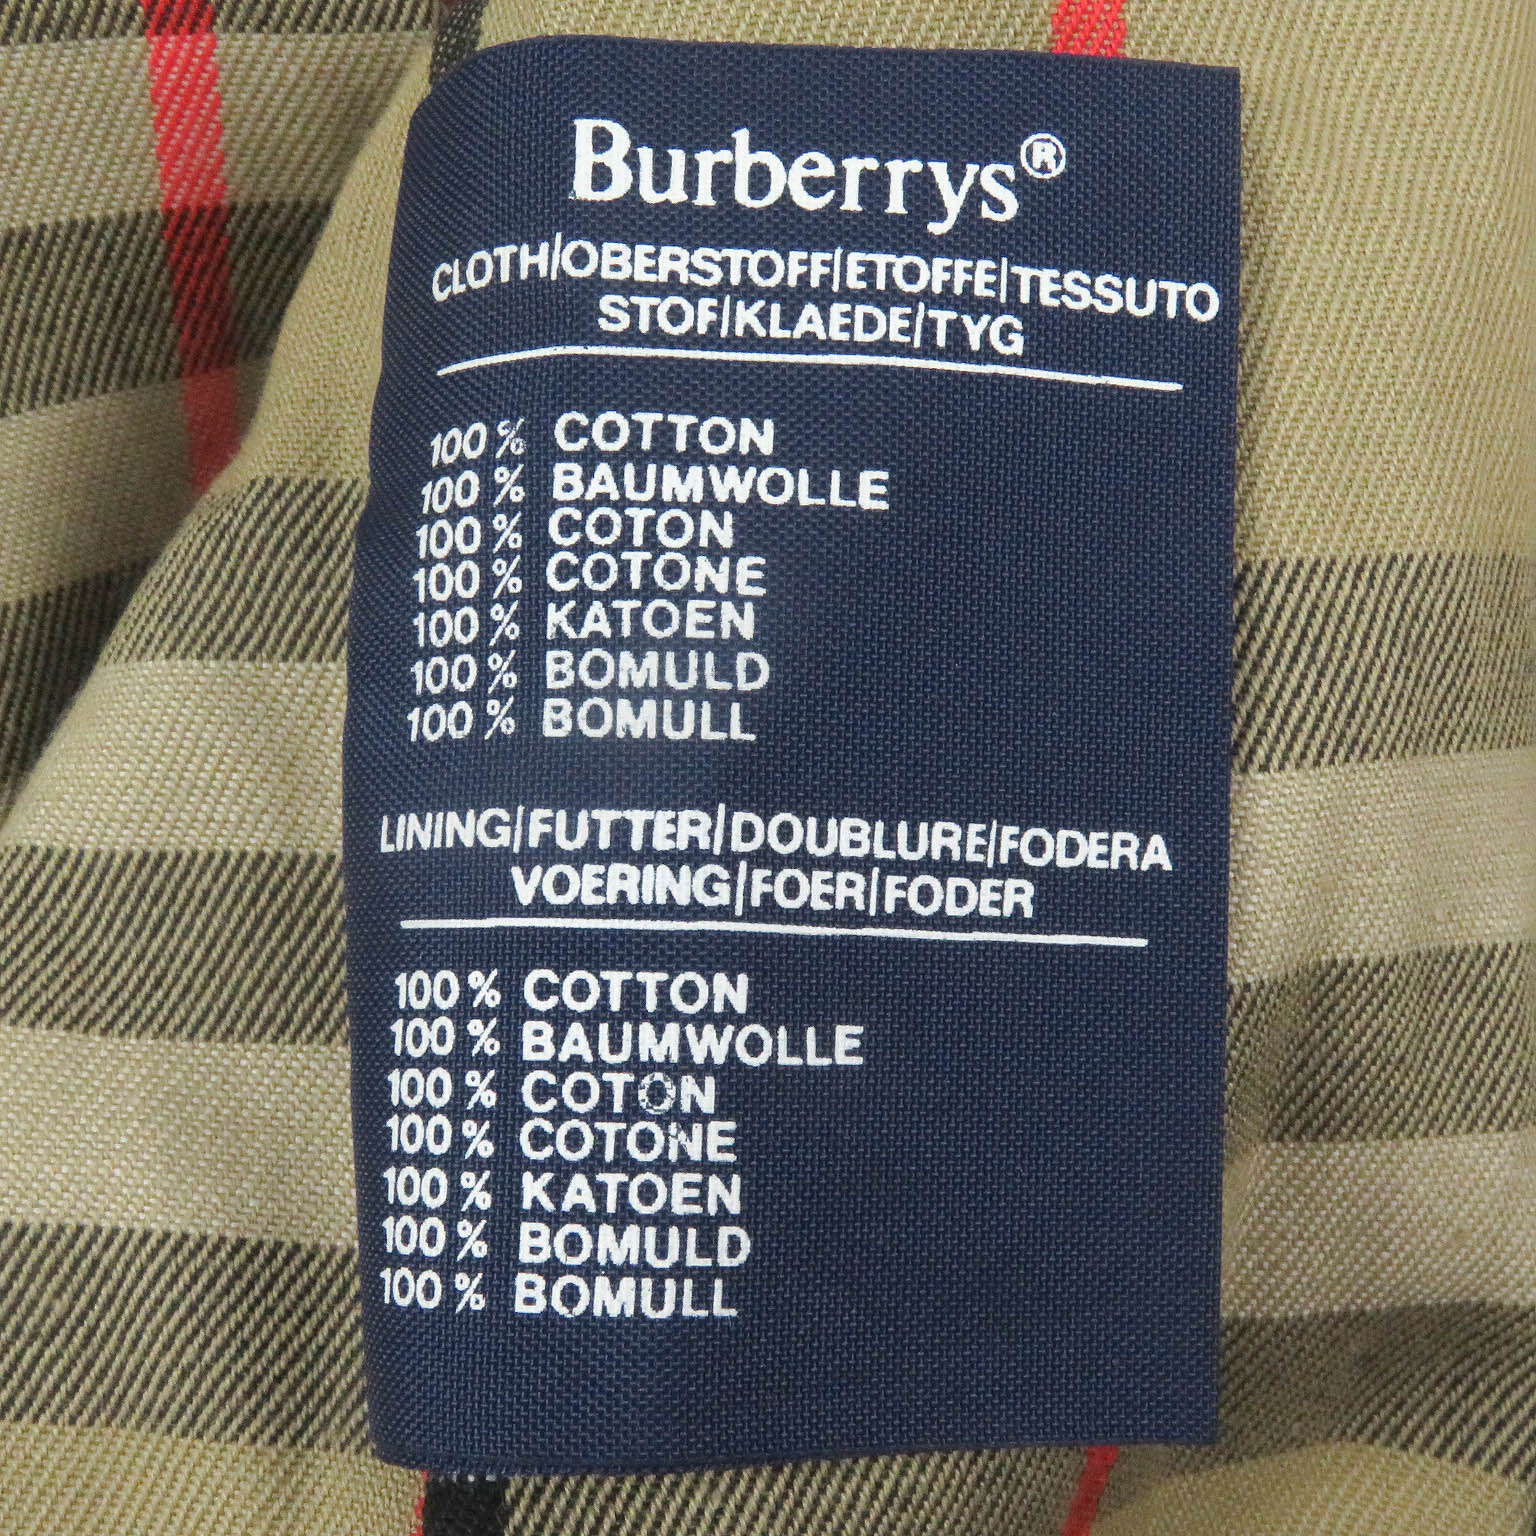 Burberrys®
CLOTH/OBERSTOFF/ETOFFE/TESSUTO
STOF/KLAEDE/TYG
100 % COTTON
100 % BAUMWOLLE
100 % COTON
100 % COTONE
100 % KATOEN
100 % BOMULD
100 % BOMULL
LINING/FUTTER/DOUBLURE/FODERA
VOERING/FOER/FODER
100 % COTTON
100 % BAUMWOLLE
100 % COTON
100 % COTONE
100 % KATOEN
100 % BOMULD
100 % BOMULL